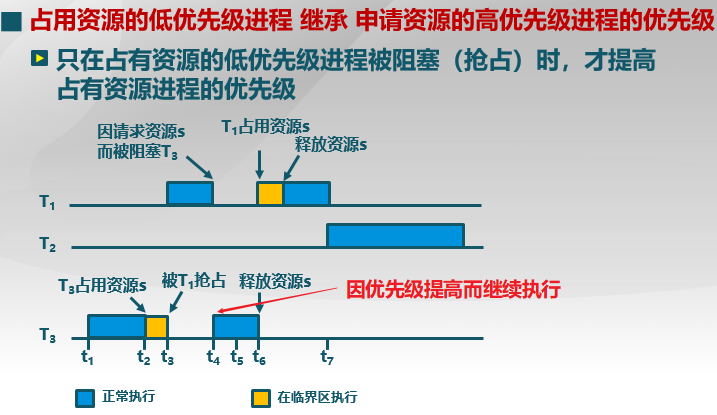 占用资源的低优先级进程 继承 申请资源的高优先级进程的优先级
只在占有资源的低优先级进程被阻塞（抢占）时，才提高
占有资源进程的优先级
因请求资源s
而被阻塞T3
T1占用资源s
释放资源s
T1
T2
T3占用资源s
被T1抢占
释放资源s
因优先级提高而继续执行
T3
t1 t2 t3 t4 t5 t6 t7
正常执行
在临界区执行